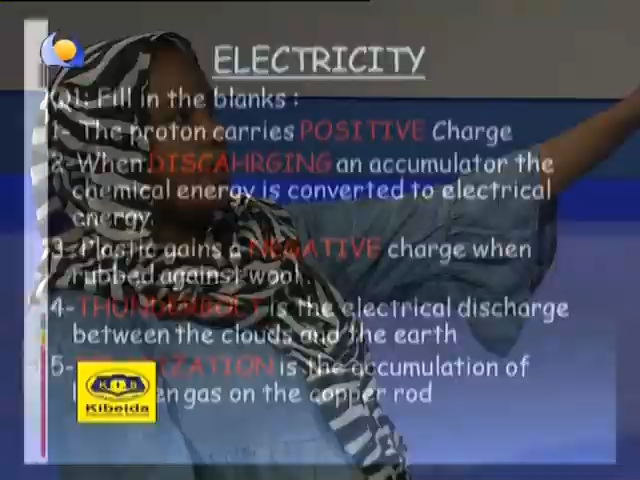 ELECTRICITY
Q1: Fill in the blanks :
1- The proton carries POSITIVE Charge
2- When DISCAHRGING an accumulator the
chemical energy is converted to electrical
energy.
3- Plastic gains a NEGATIVE charge when
rubbed against wool.
4- THUNDERBOLT is the electrical discharge
between the clouds and the earth
5- IZATION is the accumulation of
en gas on the copper rod
K T B
Kibeida